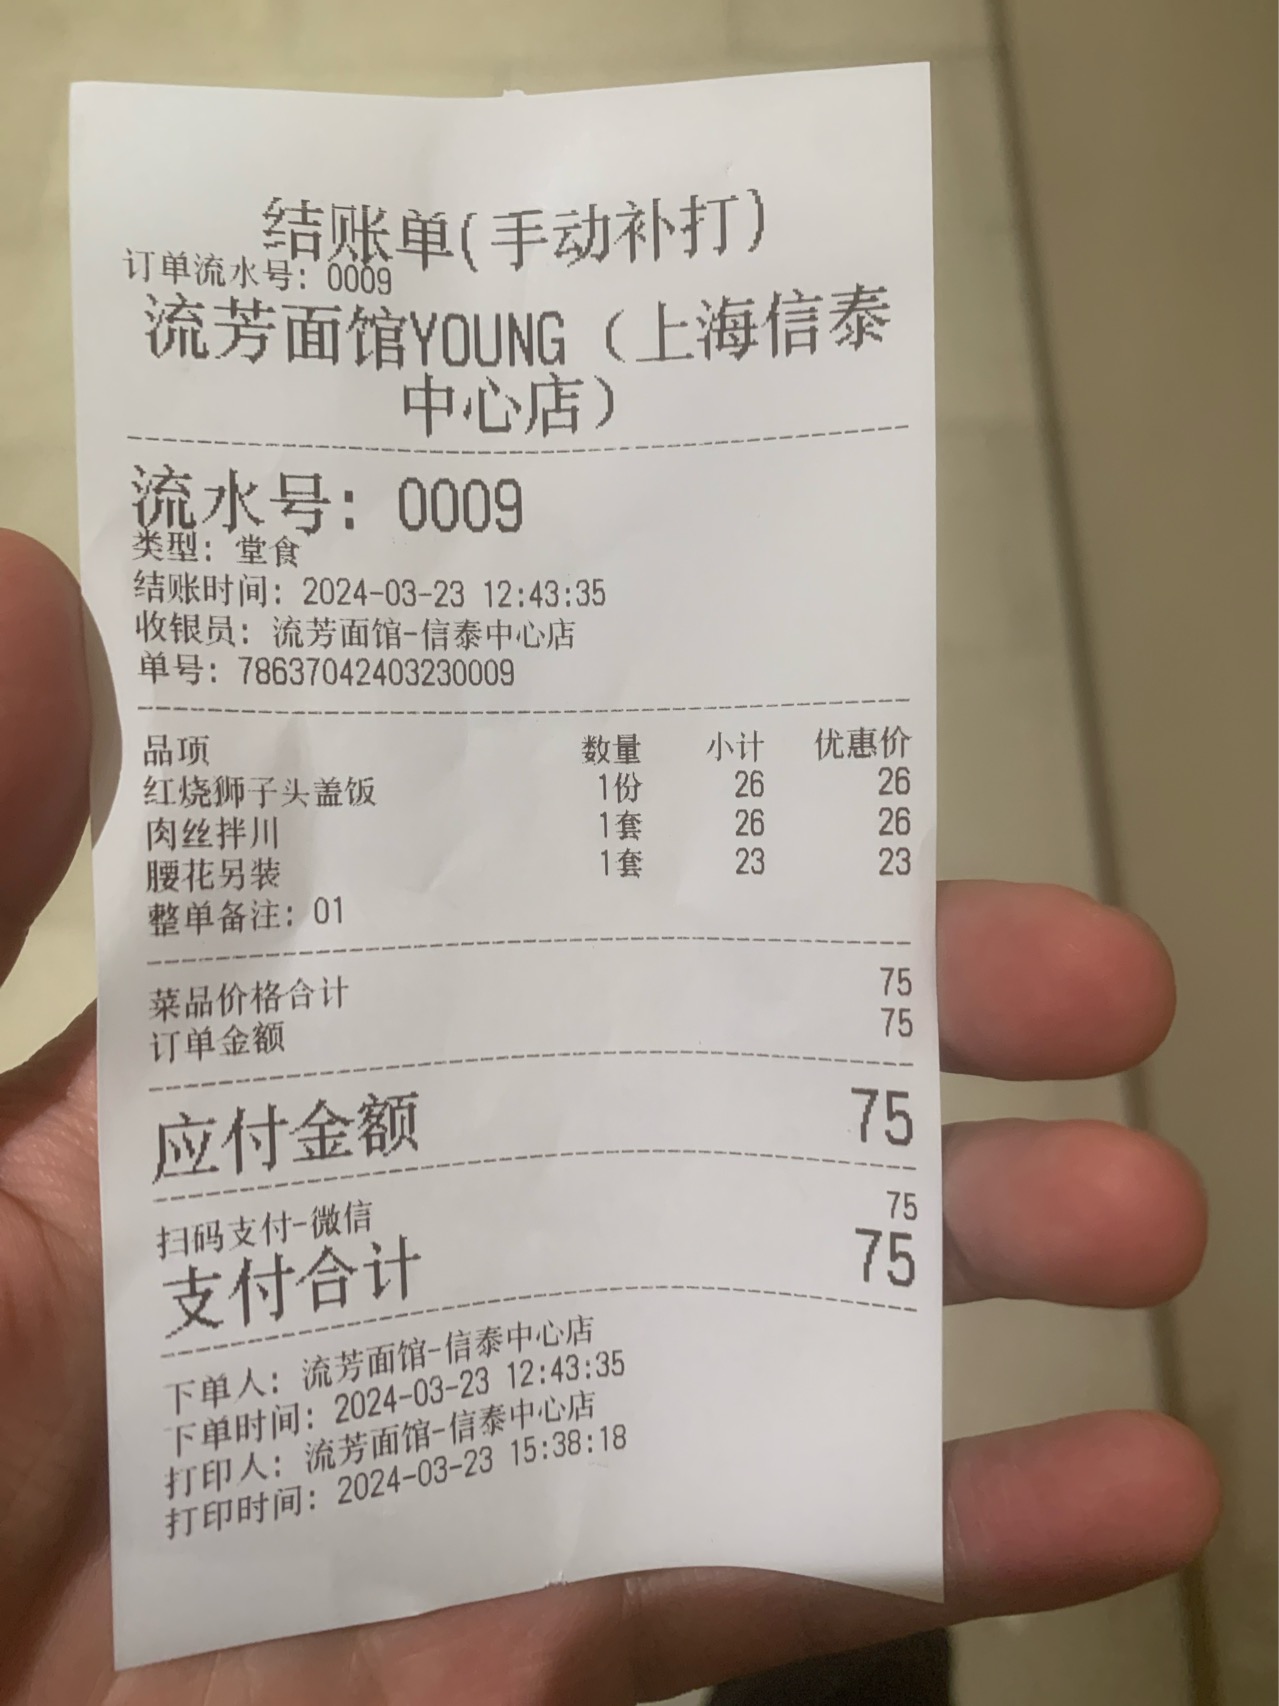 结账单(手动补打)
订单流水号: 0009
流芳面馆YOUNG（上海信泰
中心店）
流水号: 0009
类型: 堂食
结账时间: 2024-03-23 12:43:35
收银员: 流芳面馆-信泰中心店
单号: 78637042403230009
品项 数量 小计 优惠价
红烧狮子头盖饭 1份 26 26
肉丝拌川 1套 26 26
腰花另装 1套 23 23
整单备注: 01
菜品价格合计 75
订单金额 75
应付金额 75
扫码支付-微信 75
支付合计 75
下单人: 流芳面馆-信泰中心店
下单时间: 2024-03-23 12:43:35
打印人: 流芳面馆-信泰中心店
打印时间: 2024-03-23 15:38:18